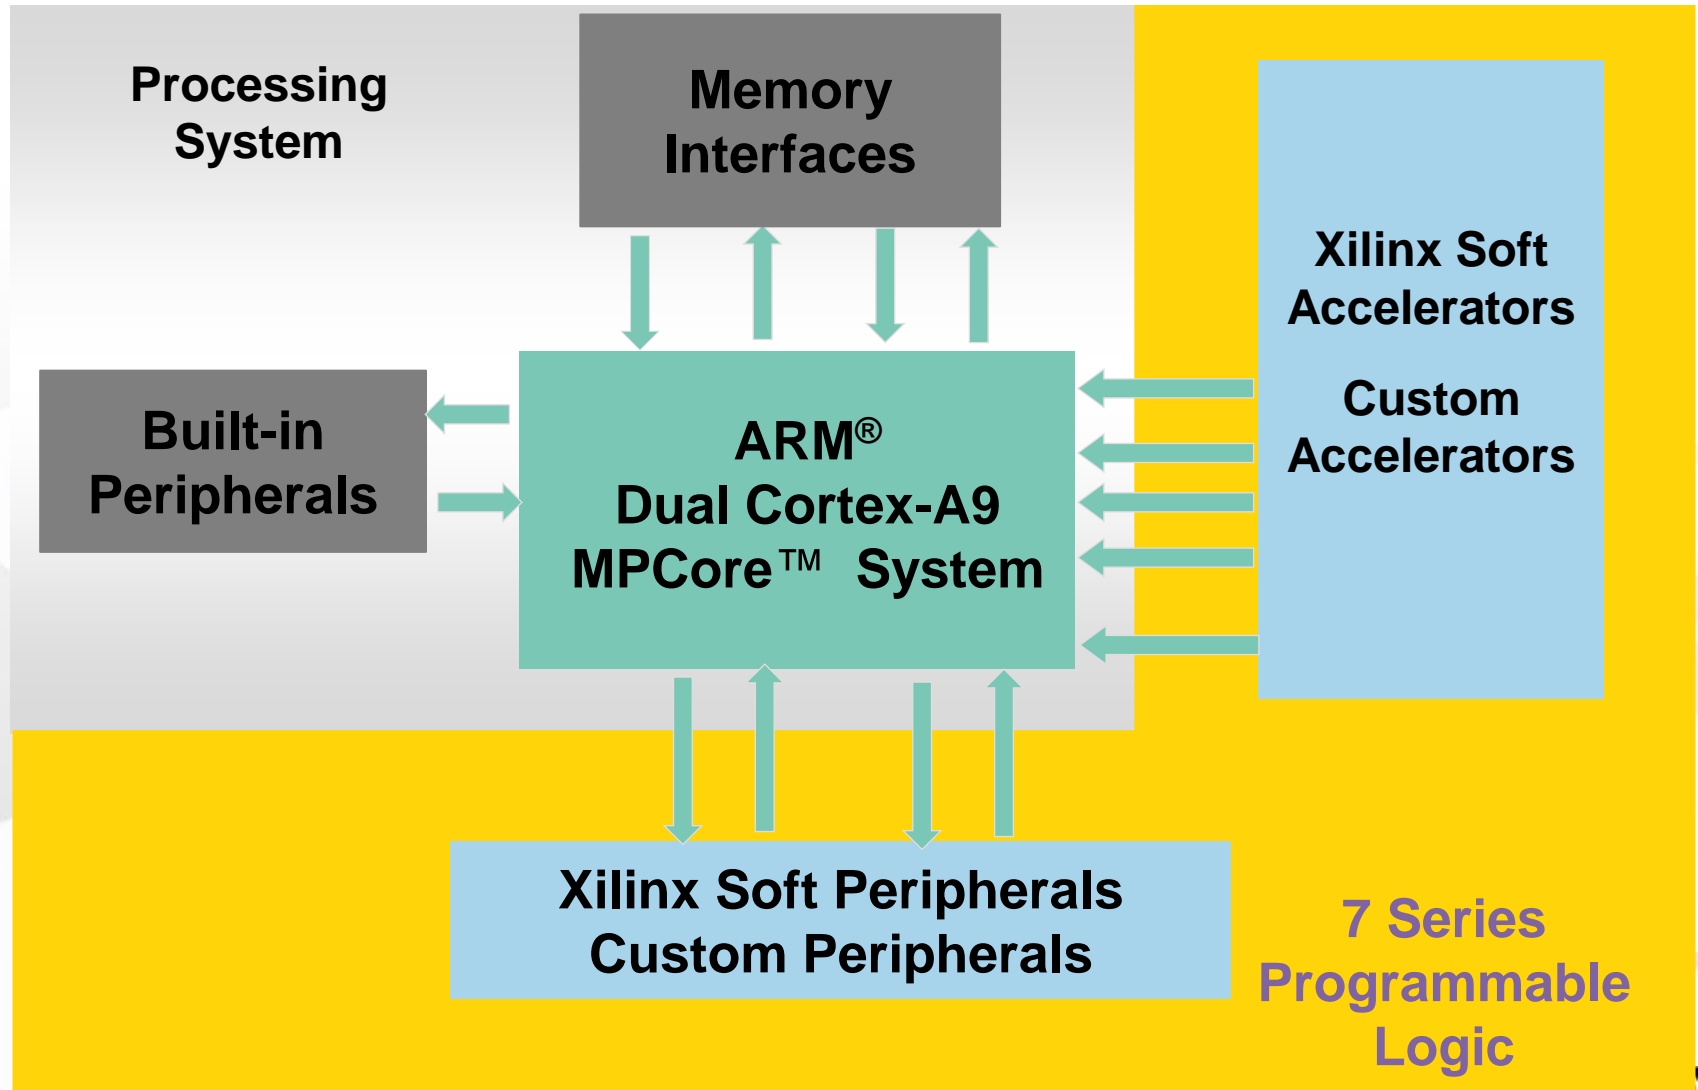 Processing
System
Memory
Interfaces
Xilinx Soft
Accelerators
Custom
Accelerators
Built-in
Peripherals
ARM®
Dual Cortex-A9
MPCore™ System
Xilinx Soft Peripherals
Custom Peripherals
7 Series
Programmable
Logic